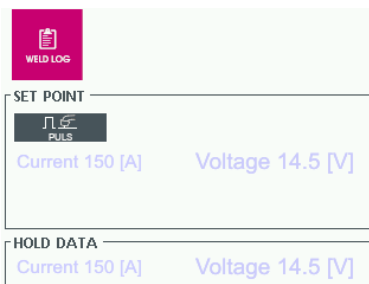 WELD LOG
SET POINT
PULS
Current 150 [A] Voltage 14.5 [V]
HOLD DATA
Current 150 [A] Voltage 14.5 [V]